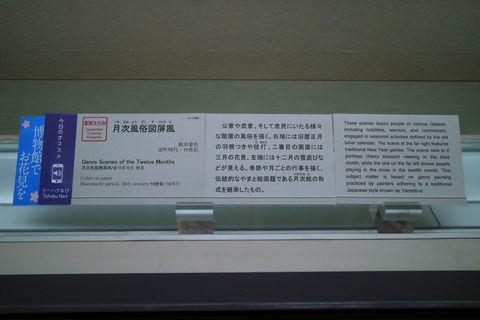 博物館で
お花見を
今日のオススメ
トーハクなび
Tohaku Navi
重要文化財
Important
Cultural
Property
月次風俗図屏風
紙本着色
室町時代・16世紀
Genre Scenes of the Twelve Months
Color on paper
Muromachi period, 16th century
公家や武家、そして庶民にいたる様々
な階層の風俗を描く。右端には旧暦正月
の羽根つきや毬打、二番目の画面には
三月の花見、左端には十二月の雪遊びな
どが見える。季節や月ごとの行事を描く、
伝統的なやまと絵画題である月次絵の形
式を継承したもの。
These scenes depict people of various classes,
including nobilities, warriors, and commoners,
engaged in seasonal activities defined by the old
lunar calendar. The scene at the far right features
traditional New Year games. The scene next to it
portrays cherry blossom viewing in the third
month, while the one on the far left shows people
playing in the snow in the twelfth month. This
subject matter is based on genre painting
practiced by painters adhering to a traditional
Japanese style known as Yamato-e.